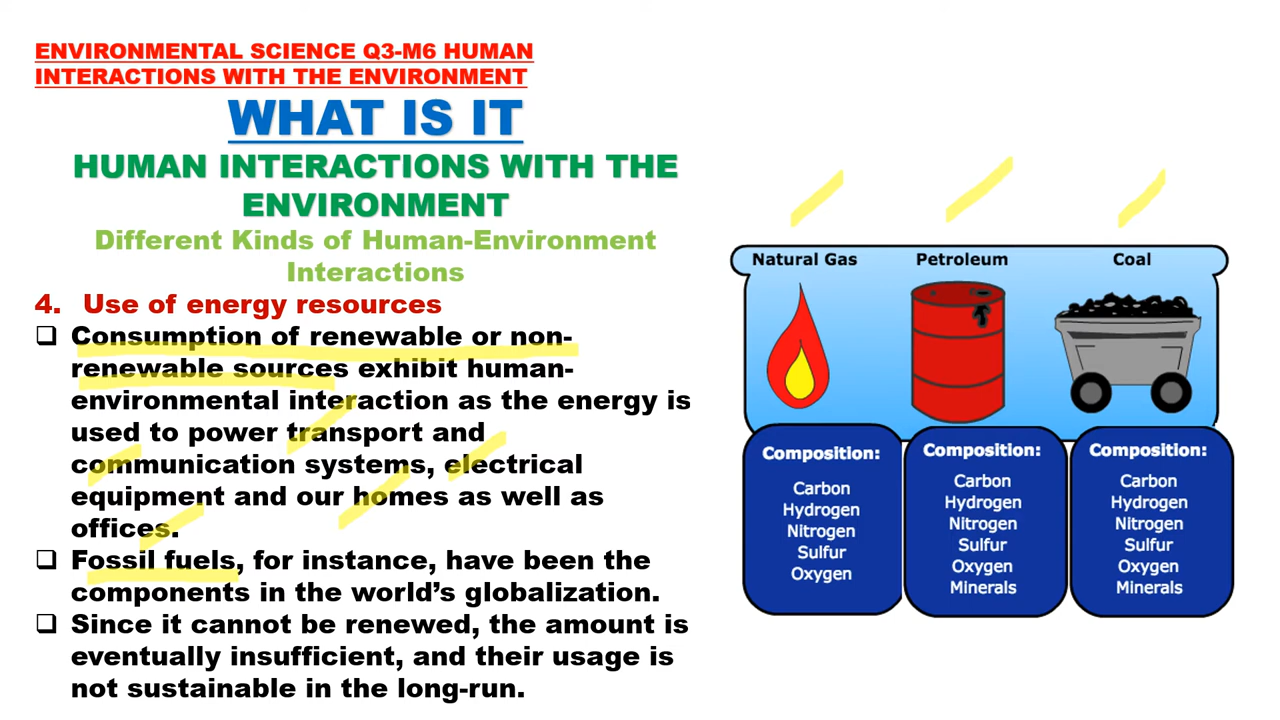 ENVIRONMENTAL SCIENCE Q3-M6 HUMAN
INTERACTIONS WITH THE ENVIRONMENT
WHAT IS IT
HUMAN INTERACTIONS WITH THE
ENVIRONMENT
Different Kinds of Human-Environment
Interactions
4. Use of energy resources
Consumption of renewable or non-
renewable sources exhibit human-
environmental interaction as the energy is
used to power transport and
communication systems, electrical
equipment and our homes as well as
offices.
Fossil fuels, for instance, have been the
components in the world’s globalization.
Since it cannot be renewed, the amount is
eventually insufficient, and their usage is
not sustainable in the long-run.
Natural Gas
Composition:
Carbon
Hydrogen
Nitrogen
Sulfur
Oxygen
Petroleum
Composition:
Carbon
Hydrogen
Nitrogen
Sulfur
Oxygen
Minerals
Coal
Composition:
Carbon
Hydrogen
Nitrogen
Sulfur
Oxygen
Minerals